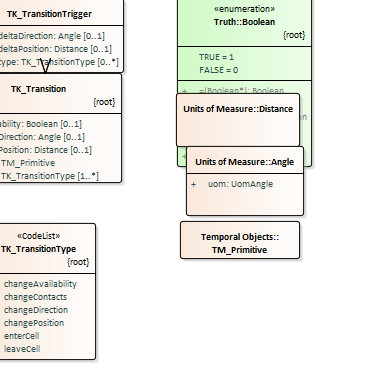 TK_TransitionTrigger
deltaDirection: Angle [0..1]
deltaPosition: Distance [0..1]
type: TK_TransitionType [0..*]
TK_Transition
{root}
ability: Boolean [0..1]
Direction: Angle [0..1]
Position: Distance [0..1]
TM_Primitive
TK_TransitionType [1..*]
«CodeList»
TK_TransitionType
{root}
changeAvailability
changeContacts
changeDirection
changePosition
enterCell
leaveCell
«enumeration»
Truth::Boolean
{root}
TRUE = 1
FALSE = 0
+ =(Boolean*): Boolean
Units of Measure::Distance
Units of Measure::Angle
+ uom: UomAngle
Temporal Objects::
TM_Primitive